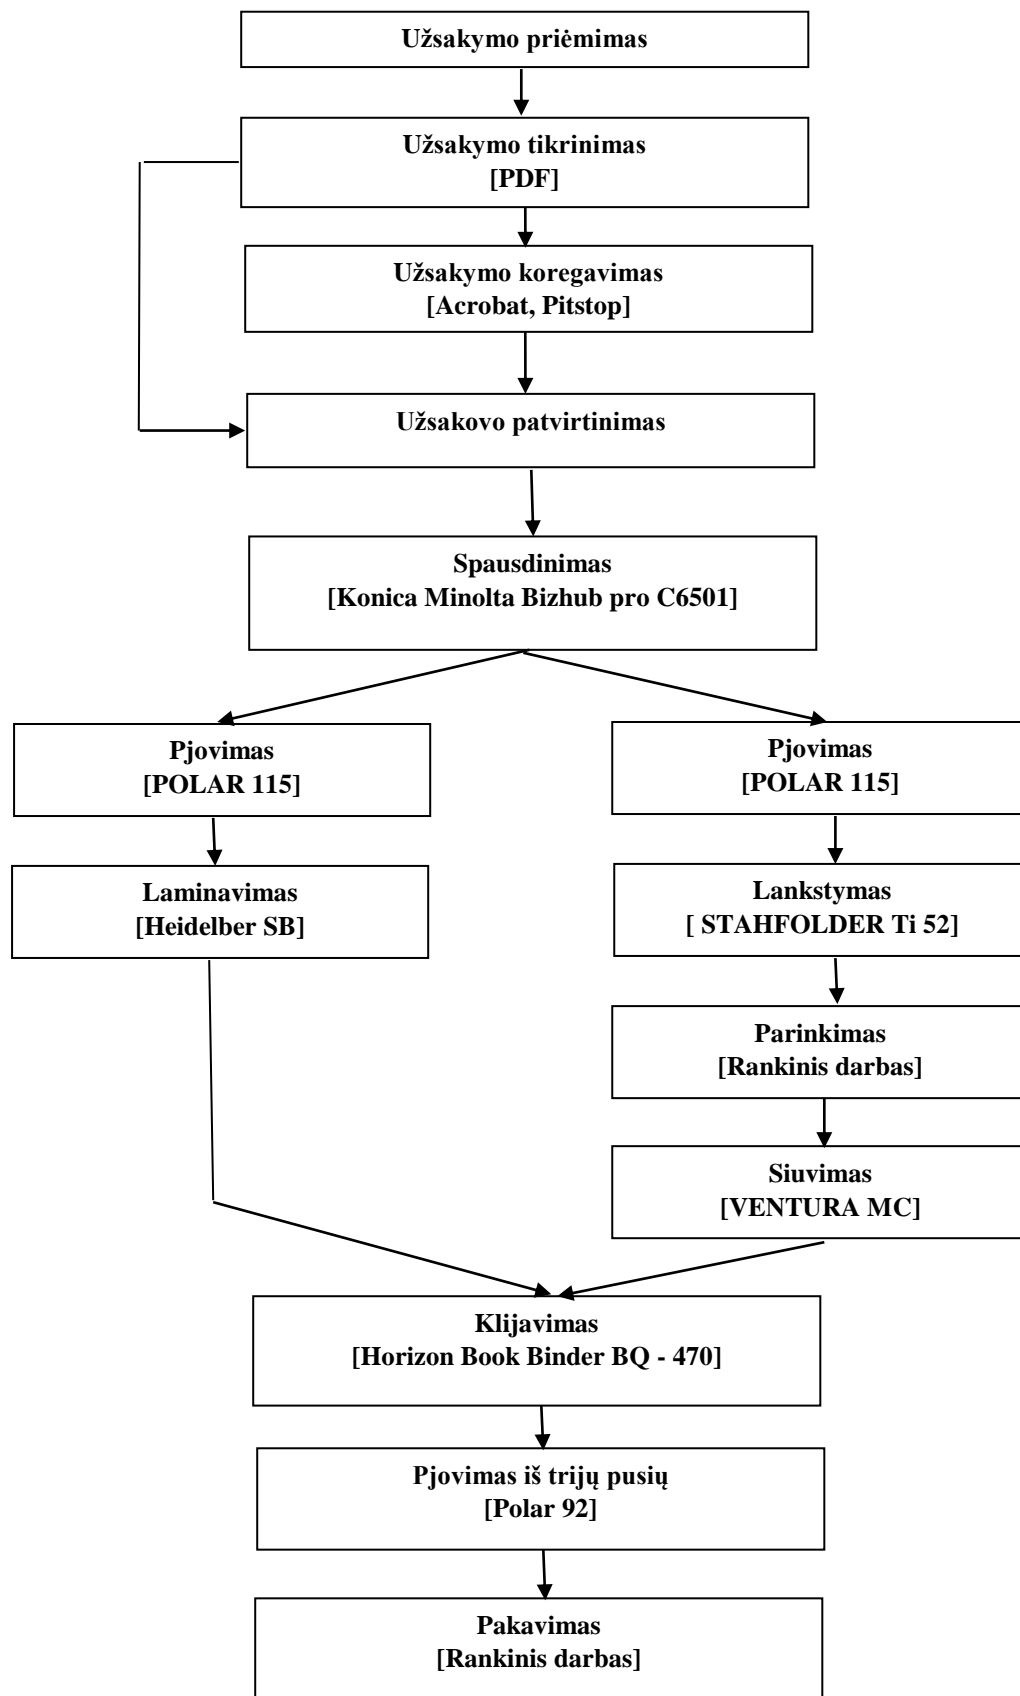 Užsakymo priėmimas
Užsakymo tikrinimas
[PDF]
Užsakymo koregavimas
[Acrobat, Pitstop]
Užsakovo patvirtinimas
Spausdinimas
[Konica Minolta Bizhub pro C6501]
Pjovimas
[POLAR 115]
Laminavimas
[Heidelber SB]
Pjovimas
[POLAR 115]
Lankstymas
[ STAHFOLDER Ti 52]
Parinkimas
[Rankinis darbas]
Siuvimas
[VENTURA MC]
Klijavimas
[Horizon Book Binder BQ - 470]
Pjovimas iš trijų pusių
[Polar 92]
Pakavimas
[Rankinis darbas]